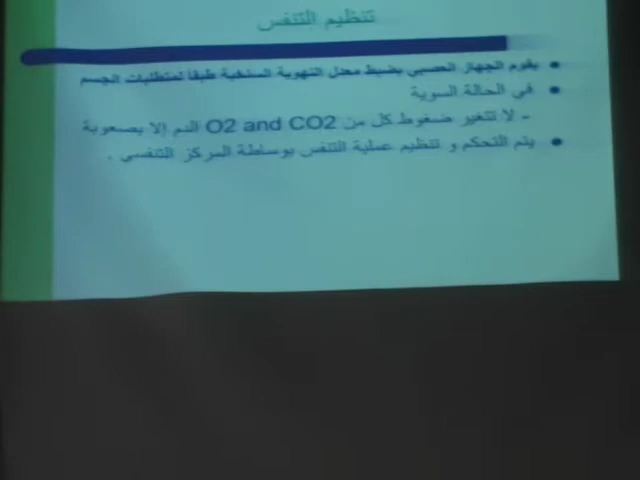 تنظيم التنفس
يقوم الجهاز العصبي بضبط معدل التهوية السنخية طبقا لمتطلبات الجسم
في الحالة السوية
- لا تتغير ضغوط كل من O2 and CO2 الدم إلا بصعوبة
يتم التحكم و تنظيم عملية التنفس بوساطة المركز التنفسي .